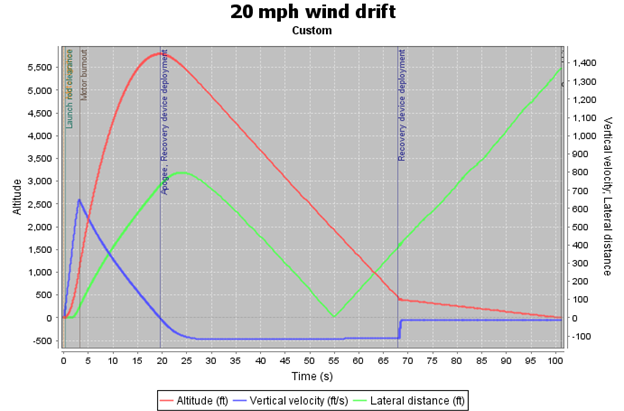 20 mph wind drift
Custom
Launch rod clearance
Motor burnout
Apogee, Recovery device deployment
Recovery device deployment
5,500
5,000
4,500
4,000
3,500
3,000
2,500
2,000
1,500
1,000
500
0
-500
Altitude
1,400
1,300
1,200
1,100
1,000
900
800
700
600
500
400
300
200
100
0
-100
Vertical velocity; Lateral distance
0 5 10 15 20 25 30 35 40 45 50 55 60 65 70 75 80 85 90 95 100
Time (s)
Altitude (ft) Vertical velocity (ft/s) Lateral distance (ft)